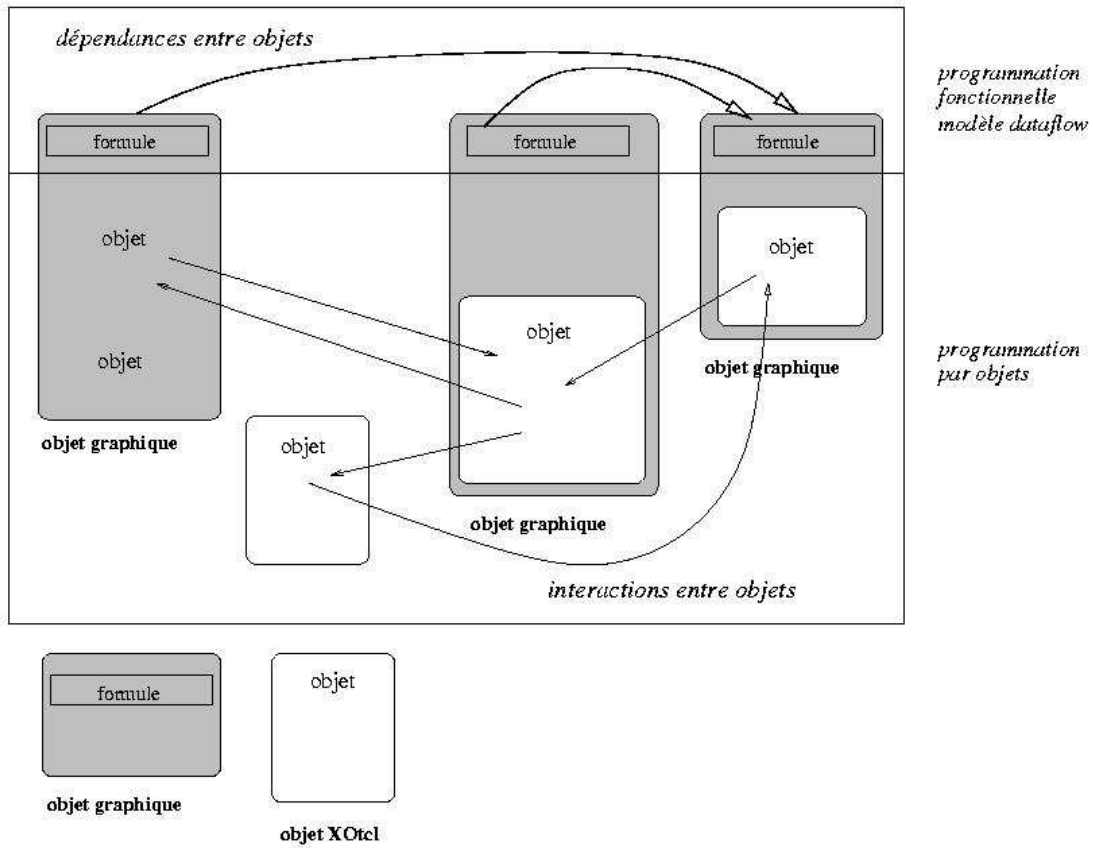 dépendances entre objets
programmation
fonctionnelle
modèle dataflow
formule
formule
formule
objet
objet
objet
objet
objet
objet graphique
objet graphique
objet graphique
programmation
par objets
interactions entre objets
formule
objet
objet graphique
objet XOtcl